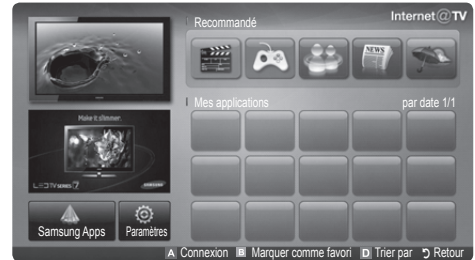 Internet@TV
Recommandé
NEWS
Mes applications par date 1/1
Make it slimmer.
LED TV SERIES 7 SAMSUNG
Samsung Apps Paramètres
A Connexion B Marquer comme favori D Trier par Retour